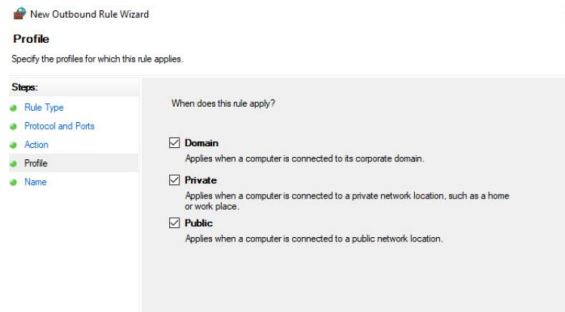 New Outbound Rule Wizard
Profile
Specify the profiles for which this rule applies.
Steps:
Rule Type
Protocol and Ports
Action
Profile
Name
When does this rule apply?
Domain
Applies when a computer is connected to its corporate domain.
Private
Applies when a computer is connected to a private network location, such as a home
or work place.
Public
Applies when a computer is connected to a public network location.